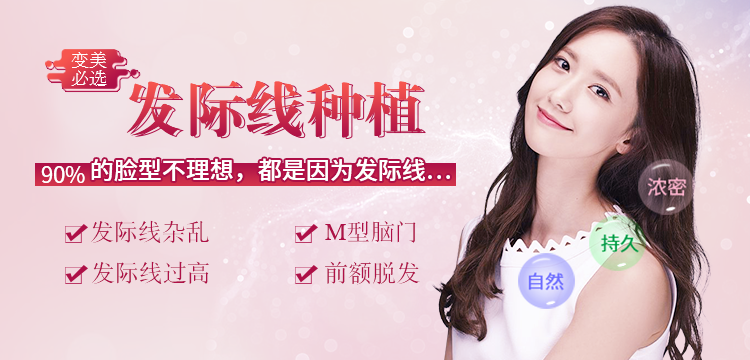 变美
必选
发际线种植
90%的脸型不理想，都是因为发际线...
发际线杂乱
M型脑门
发际线过高
前额脱发
浓密
持久
自然